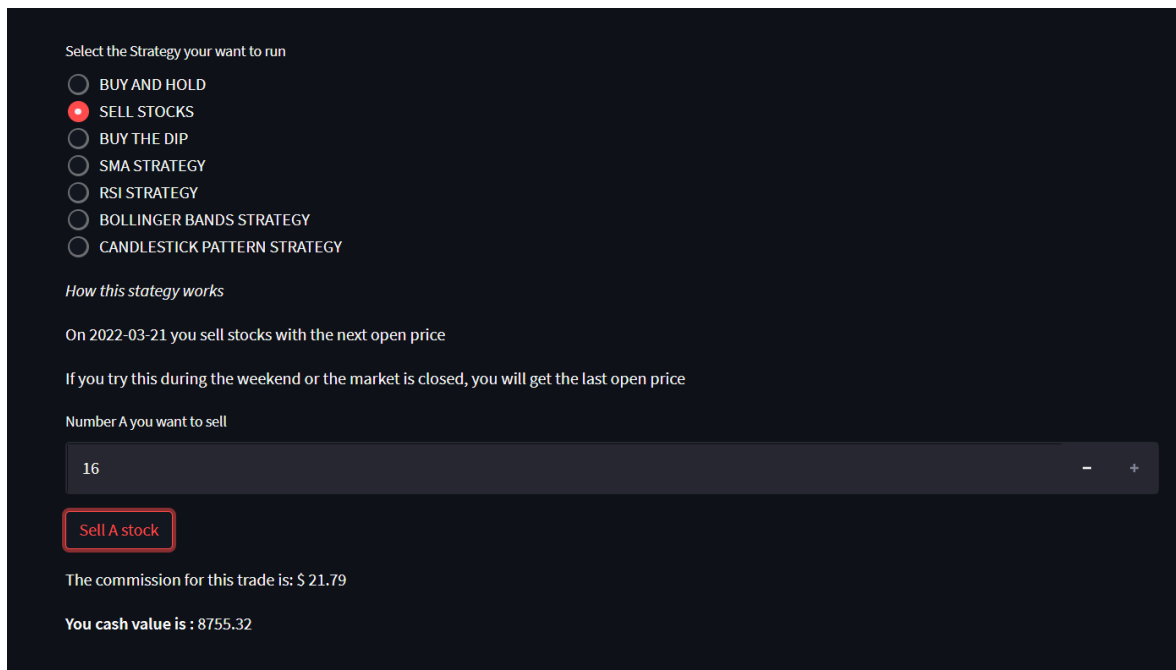 Select the Strategy your want to run
BUY AND HOLD
SELL STOCKS
BUY THE DIP
SMA STRATEGY
RSI STRATEGY
BOLLINGER BANDS STRATEGY
CANDLESTICK PATTERN STRATEGY
How this stategy works
On 2022-03-21 you sell stocks with the next open price
If you try this during the weekend or the market is closed, you will get the last open price
Number A you want to sell
16
Sell A stock
The commission for this trade is: $ 21.79
You cash value is : 8755.32